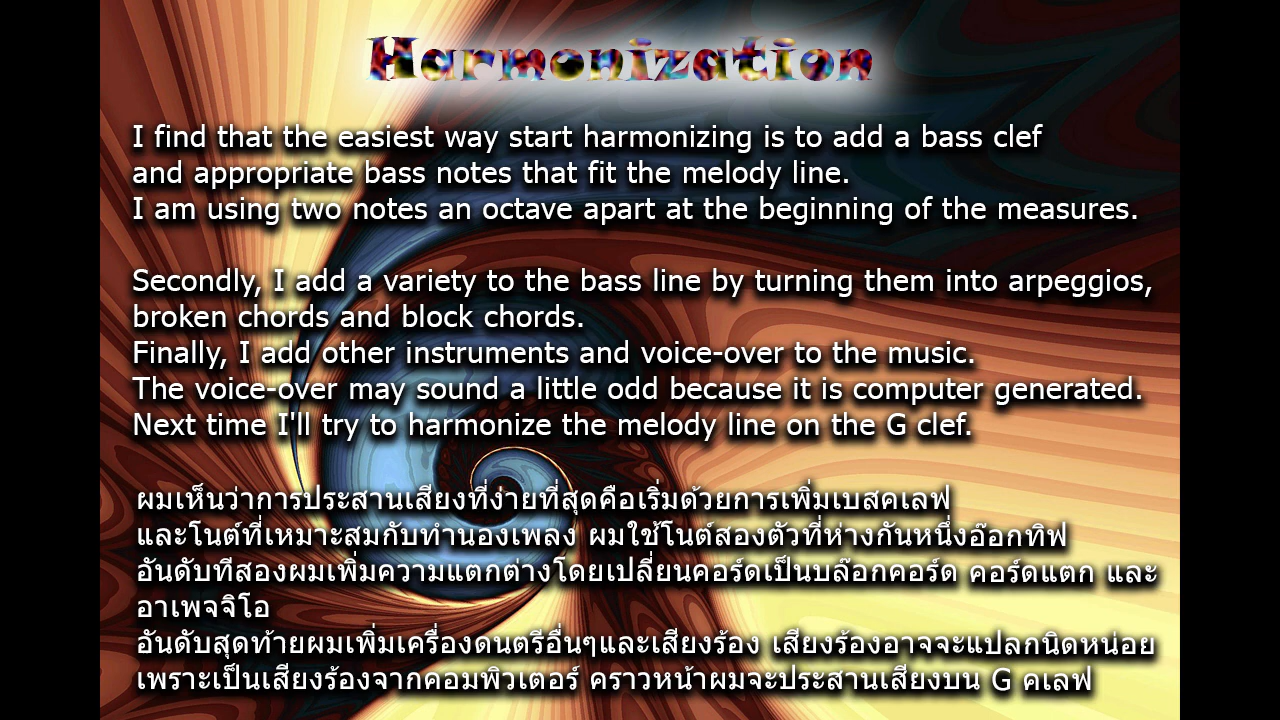 Harmonization
I find that the easiest way start harmonizing is to add a bass clef
and appropriate bass notes that fit the melody line.
I am using two notes an octave apart at the beginning of the measures.
Secondly, I add a variety to the bass line by turning them into arpeggios,
broken chords and block chords.
Finally, I add other instruments and voice-over to the music.
The voice-over may sound a little odd because it is computer generated.
Next time I'll try to harmonize the melody line on the G clef.
ผมเห็นว่าการประสานเสียงที่ง่ายที่สุดคือเริ่มด้วยการเพิ่มเบสคเลฟ
และโนต์ที่เหมาะสมกับทำนองเพลง ผมใช้โนต์สองตัวที่ห่างกันหนึ่งอ๊อกทิฟ
อันดับทีสองผมเพิ่มความแตกต่างโดยเปลี่ยนคอร์ดเป็นบล๊อกคอร์ด คอร์ดแตก และ
อาเพจจิโอ
อันดับสุดท้ายผมเพิ่มเครื่องดนตรีอื่นๆและเสียงร้อง เสียงร้องอาจจะแปลกนิดหน่อย
เพราะเป็นเสียงร้องจากคอมพิวเตอร์ คราวหน้าผมจะประสานเสียงบน G คเลฟ